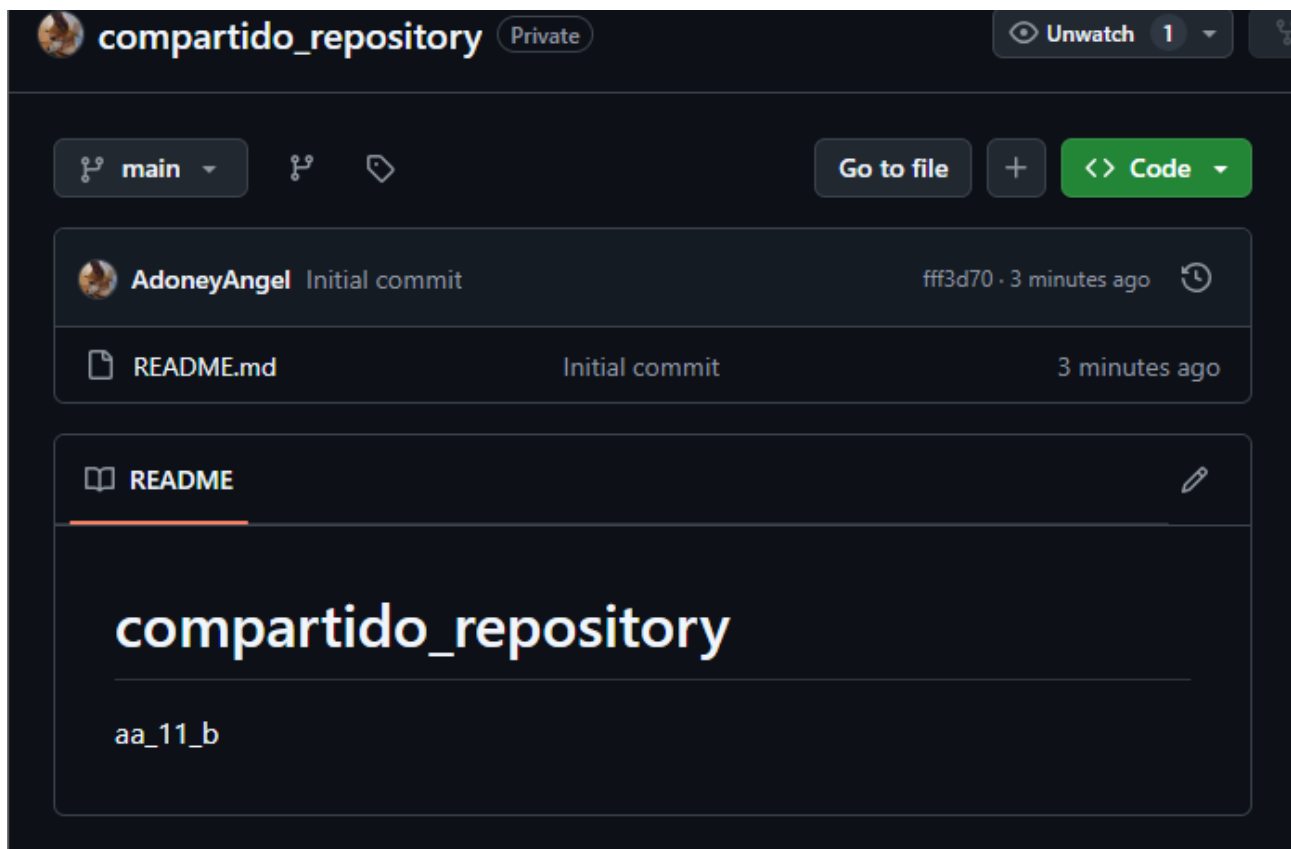 compartido_repository Private Unwatch 1
main Go to file Code
AdoneyAngel Initial commit fff3d70 · 3 minutes ago
README.md Initial commit 3 minutes ago
README
compartido_repository
aa_11_b